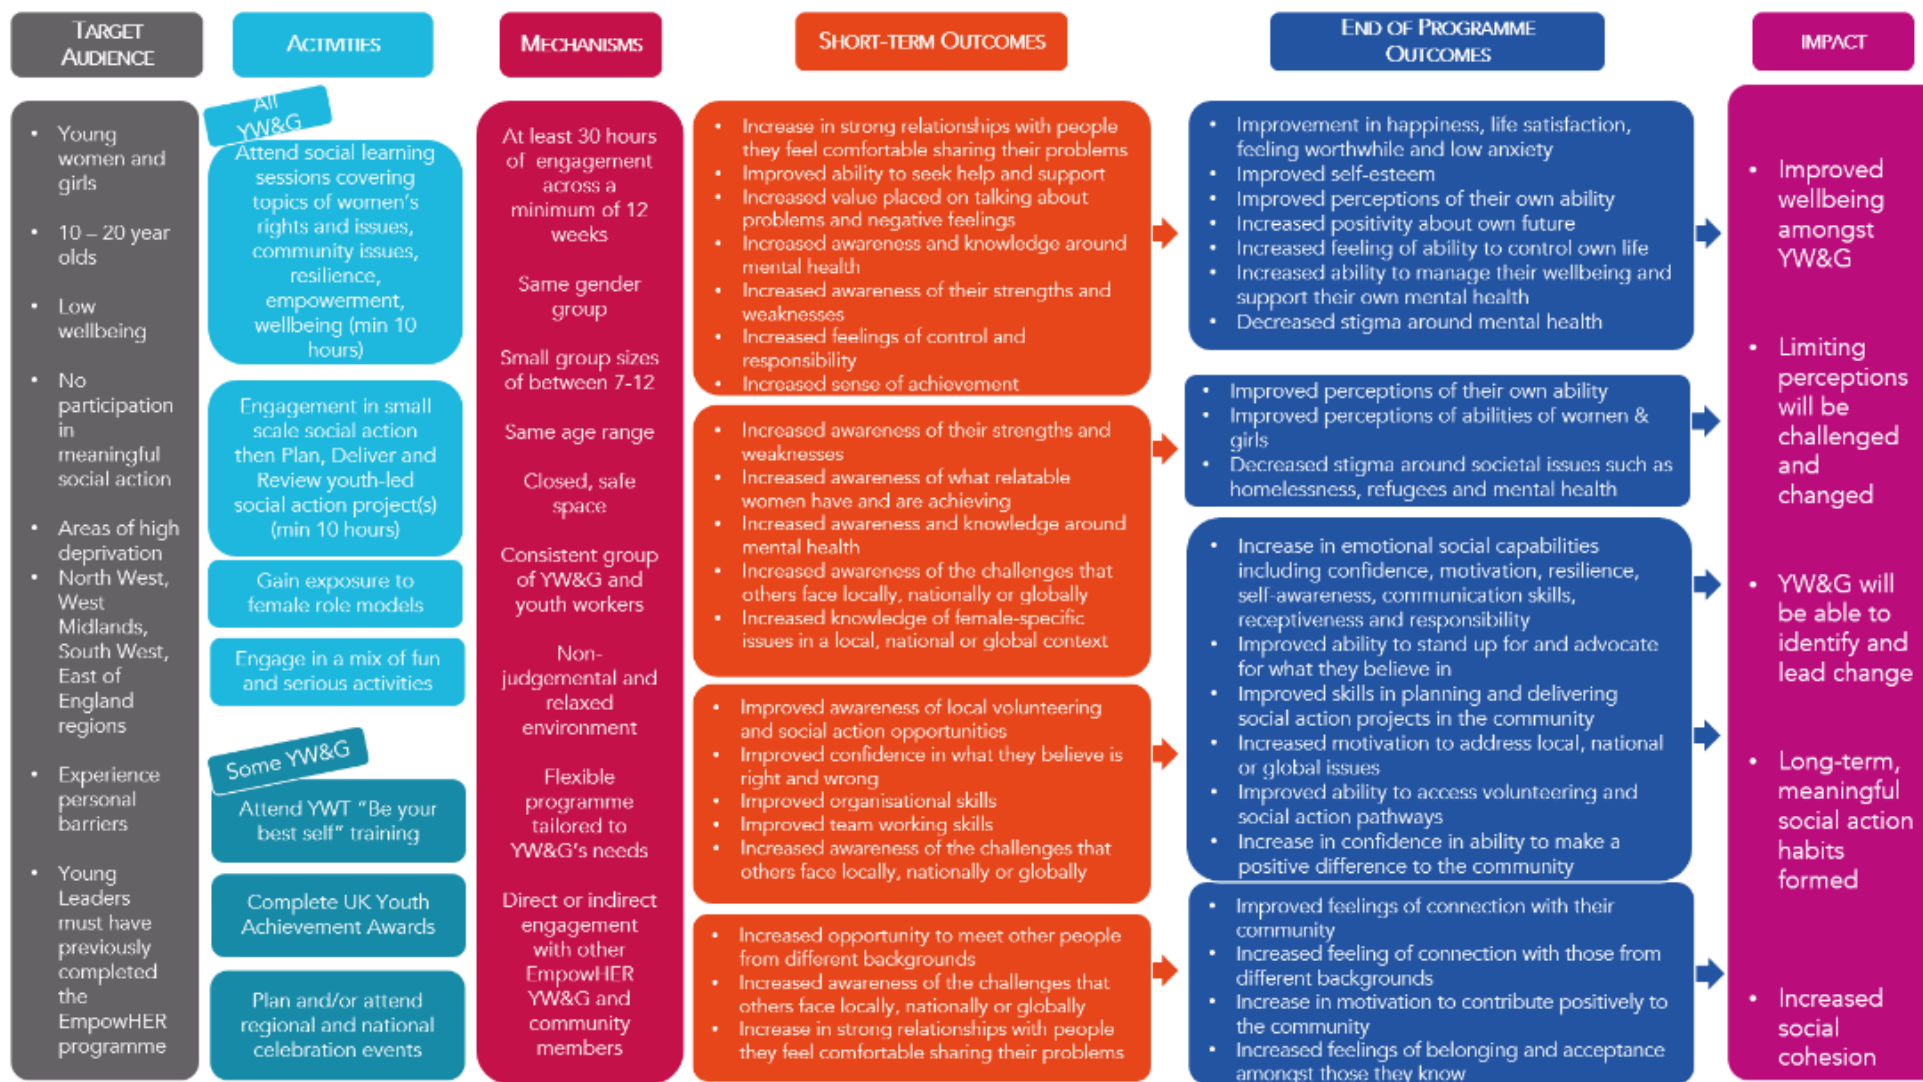 TARGET
AUDIENCE
ACTIVITIES
MECHANISMS
SHORT-TERM OUTCOMES
END OF PROGRAMME
OUTCOMES
IMPACT
• Young
women and
girls
• 10 – 20 year
olds
• Low
wellbeing
• No
participation
in
meaningful
social action
• Areas of high
deprivation
• North West,
West
Midlands,
South West,
East of
England
regions
• Experience
personal
barriers
• Young
Leaders
must have
previously
completed
the
EmpowHER
programme
All
YW&G
Attend social learning
sessions covering
topics of women's
rights and issues,
community issues,
resilience,
empowerment,
wellbeing (min 10
hours)
Engagement in small
scale social action
then Plan, Deliver and
Review youth-led
social action project(s)
(min 10 hours)
Gain exposure to
female role models
Engage in a mix of fun
and serious activities
Some YW&G
Attend YWT "Be your
best self" training
Complete UK Youth
Achievement Awards
Plan and/or attend
regional and national
celebration events
At least 30 hours
of engagement
across a
minimum of 12
weeks
Same gender
group
Small group sizes
of between 7-12
Same age range
Closed, safe
space
Consistent group
of YW&G and
youth workers
Non-
judgemental and
relaxed
environment
Flexible
programme
tailored to
YW&G's needs
Direct or indirect
engagement
with other
EmpowHER
YW&G and
community
members
• Increase in strong relationships with people
they feel comfortable sharing their problems
• Improved ability to seek help and support
• Increased value placed on talking about
problems and negative feelings
• Increased awareness and knowledge around
mental health
• Increased awareness of their strengths and
weaknesses
• Increased feelings of control and
responsibility
• Increased sense of achievement
• Increased awareness of their strengths and
weaknesses
• Increased awareness of what relatable
women have and are achieving
• Increased awareness and knowledge around
mental health
• Increased awareness of the challenges that
others face locally, nationally or globally
• Increased knowledge of female-specific
issues in a local, national or global context
• Improved awareness of local volunteering
and social action opportunities
• Improved confidence in what they believe is
right and wrong
• Improved organisational skills
• Improved team working skills
• Increased awareness of the challenges that
others face locally, nationally or globally
• Increased opportunity to meet other people
from different backgrounds
• Increased awareness of the challenges that
others face locally, nationally or globally
• Increase in strong relationships with people
they feel comfortable sharing their problems
• Improvement in happiness, life satisfaction,
feeling worthwhile and low anxiety
• Improved self-esteem
• Improved perceptions of their own ability
• Increased positivity about own future
• Increased feeling of ability to control own life
• Increased ability to manage their wellbeing and
support their own mental health
• Decreased stigma around mental health
• Improved perceptions of their own ability
• Improved perceptions of abilities of women &
girls
• Decreased stigma around societal issues such as
homelessness, refugees and mental health
• Increase in emotional social capabilities
including confidence, motivation, resilience,
self-awareness, communication skills,
receptiveness and responsibility
• Improved ability to stand up for and advocate
for what they believe in
• Improved skills in planning and delivering
social action projects in the community
• Increased motivation to address local, national
or global issues
• Improved ability to access volunteering and
social action pathways
• Increase in confidence in ability to make a
positive difference to the community
• Improved feelings of connection with their
community
• Increased feeling of connection with those from
different backgrounds
• Increase in motivation to contribute positively to
the community
• Increased feelings of belonging and acceptance
amongst those they know
• Improved
wellbeing
amongst
YW&G
• Limiting
perceptions
will be
challenged
and
changed
• YW&G will
be able to
identify and
lead change
• Long-term,
meaningful
social action
habits
formed
• Increased
social
cohesion